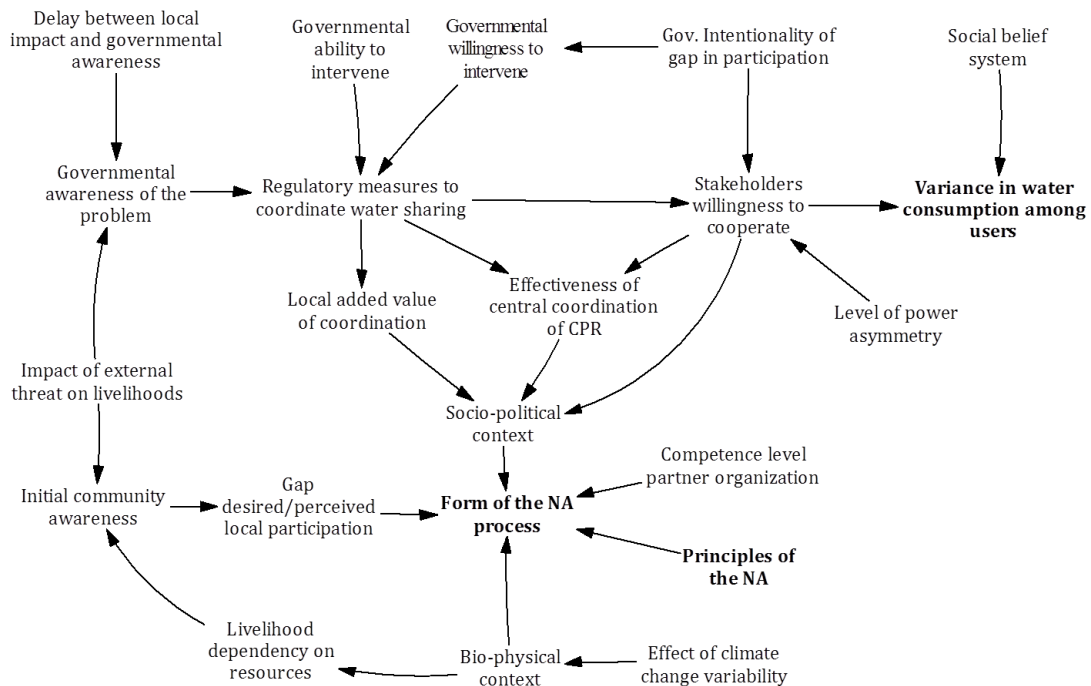 Delay between local
impact and governmental
awareness
Governmental
ability to
intervene
Governmental
willingness to
intervene
Gov. Intentionality of
gap in participation
Social belief
system
Governmental
awareness of the
problem
Regulatory measures to
coordinate water sharing
Stakeholders
willingness to
cooperate
Variance in water
consumption among
users
Local added value
of coordination
Effectiveness of
central coordination
of CPR
Level of power
asymmetry
Impact of external
threat on livelihoods
Socio-political
context
Competence level
partner organization
Initial community
awareness
Gap
desired/perceived
local participation
Form of the NA
process
Principles of
the NA
Livelihood
dependency on
resources
Bio-physical
context
Effect of climate
change variability